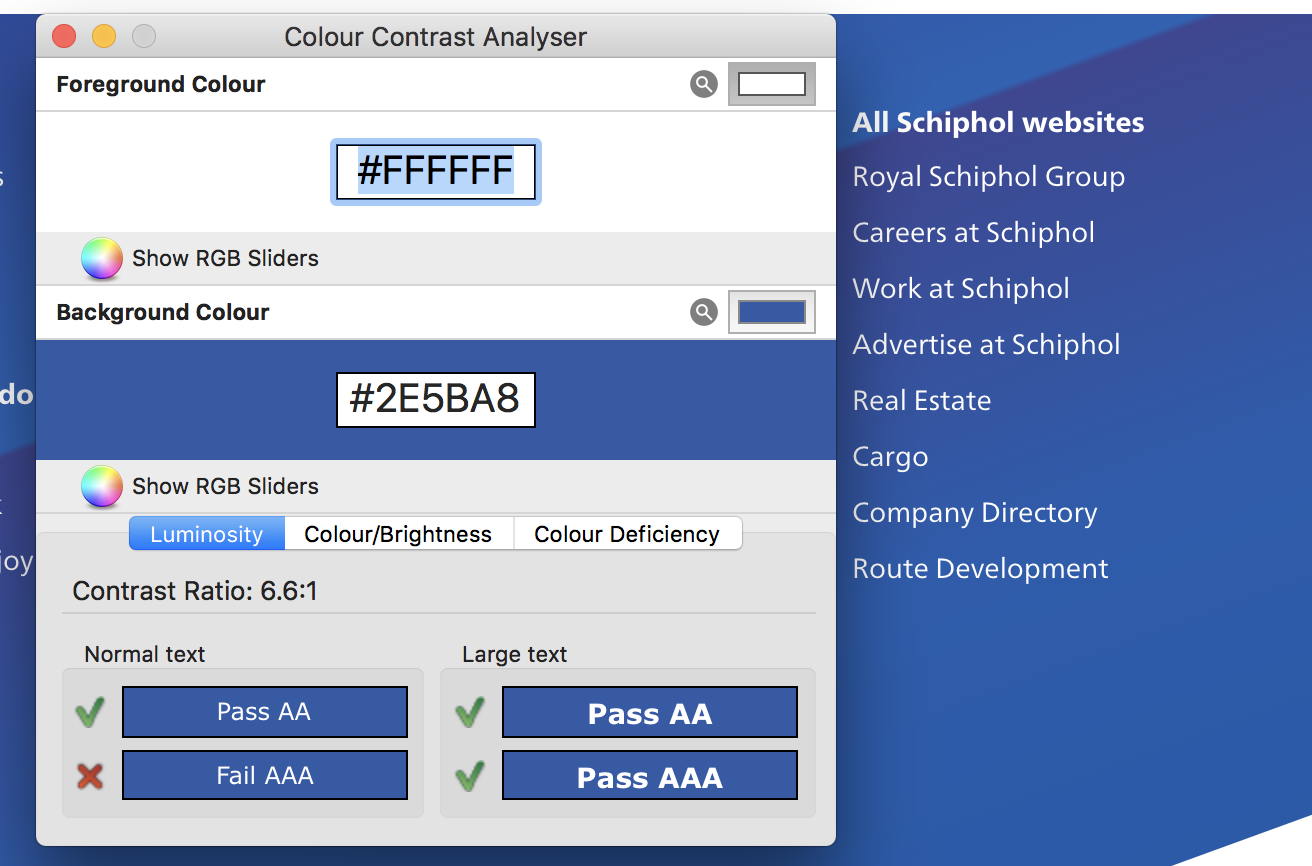 Colour Contrast Analyser
Foreground Colour
#FFFFFF
Show RGB Sliders
Background Colour
#2E5BA8
Show RGB Sliders
Luminosity Colour/Brightness Colour Deficiency
Contrast Ratio: 6.6:1
Normal text Large text
Pass AA Pass AA
Fail AAA Pass AAA
do
joy
All Schiphol websites
Royal Schiphol Group
Careers at Schiphol
Work at Schiphol
Advertise at Schiphol
Real Estate
Cargo
Company Directory
Route Development